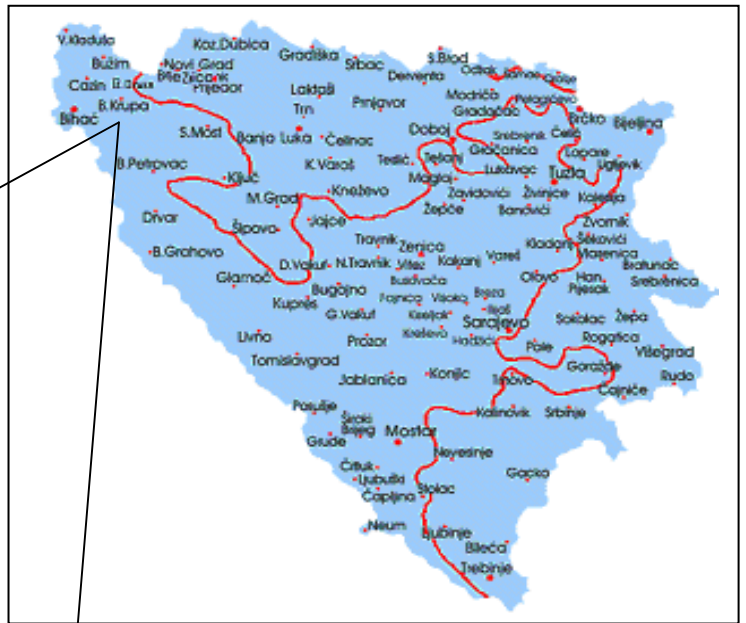 V.Kladuša
Koz.Dubica
Gradiška
S.Brod
Bužim
Novi Grad
Srbac
Derventa
Odžak
Cazin
Prijedor
Laktaši
Modriča
Pelagićevo
B.Krupa
Trn
Prnjavor
Gradačac
Brčko
Bijeljina
Bihać
S.Most
Banja Luka
Čelinac
Doboj
Srebrenik
Čelić
Gračanica
Lopare
B.Petrovac
K.Varoš
Teslić
Tešanj
Lukavac
Ugljevik
Ključ
Maglaj
Tuzla
Kneževo
Zavidovići
Živinice
Kalesija
M.Grad
Žepče
Banovići
Drvar
Jajce
Zvornik
Šipovo
Travnik
Zenica
Kladanj
Šekovići
B.Grahovo
Kakanj
Vareš
D.Vakuf
N.Travnik
Vitez
Bratunac
Glamoč
Busovača
Olovo
Han Pijesak
Srebrenica
Bugojno
Kupres
Fojnica
Visoko
Breza
G.Vakuf
Kiseljak
Ilijaš
Sarajevo
Sokolac
Žepa
Livno
Prozor
Kreševo
Hadžići
Pale
Rogatica
Tomislavgrad
Višegrad
Jablanica
Konjic
Trnovo
Goražde
Rudo
Čajniče
Posušje
Široki Brijeg
Kalinovik
Srbinje
Grude
Mostar
Nevesinje
Čitluk
Gacko
Ljubuški
Čapljina
Stolac
Neum
Ljubinje
Bileća
Trebinje